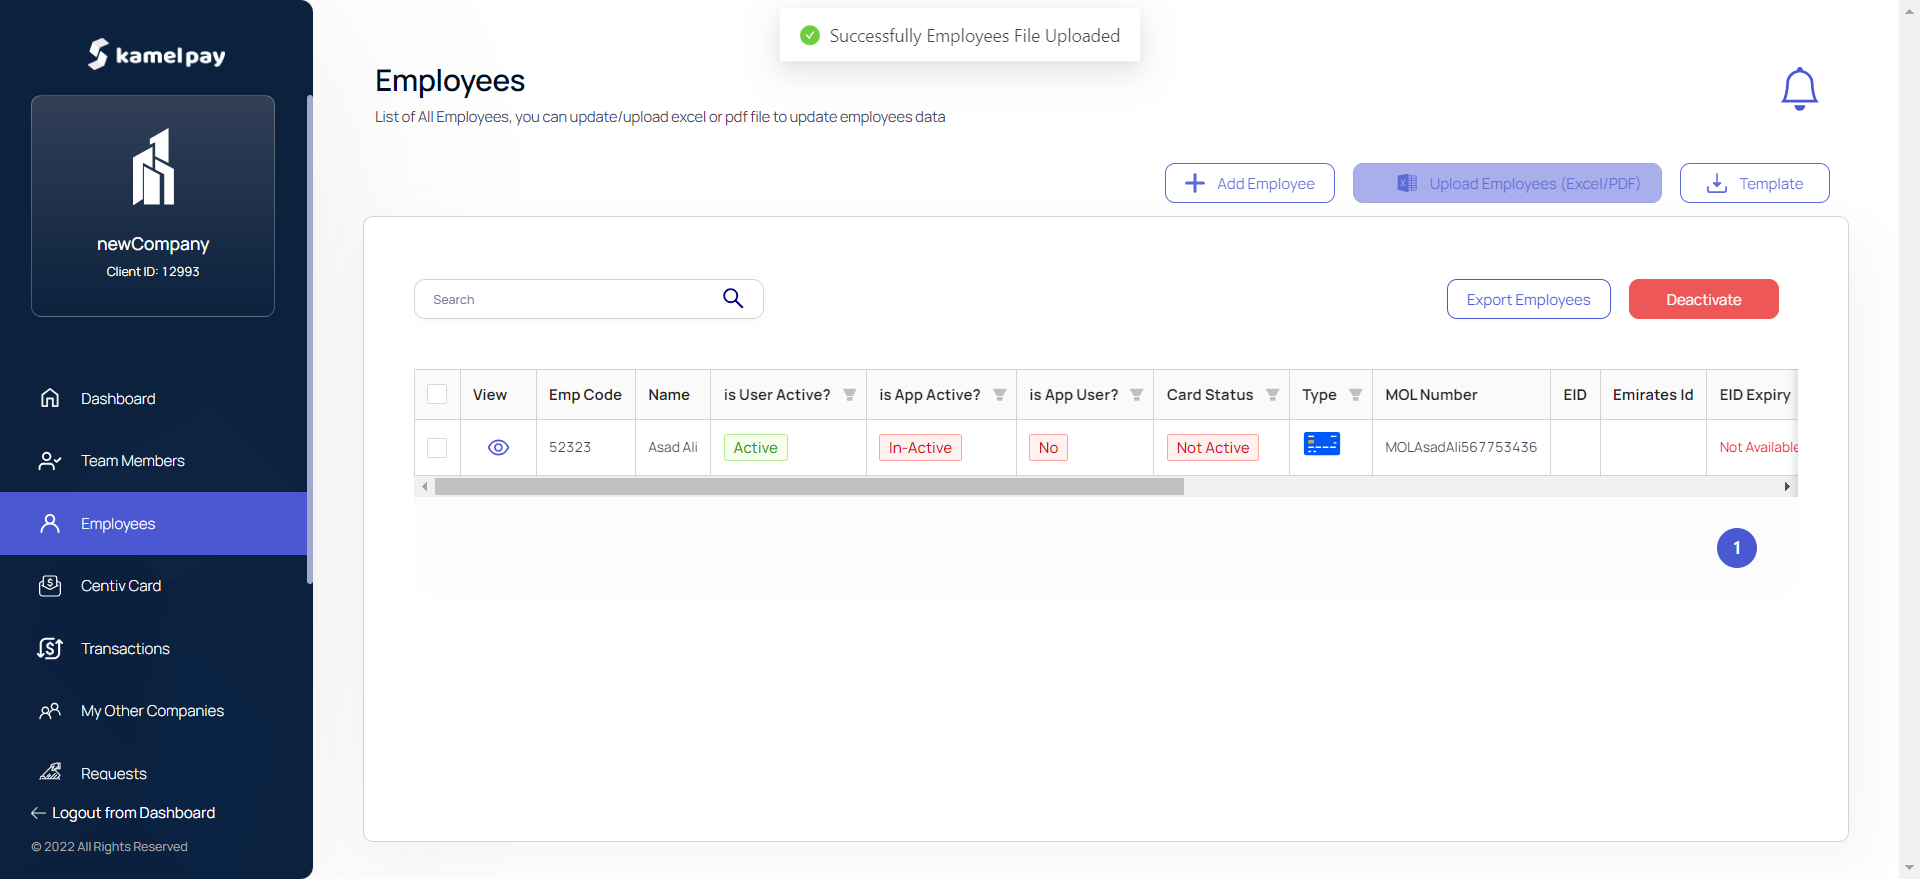 kamelpay
newCompany
Client ID: 12993
Dashboard
Team Members
Employees
Centiv Card
Transactions
My Other Companies
Requests
Logout from Dashboard
© 2022 All Rights Reserved
Successfully Employees File Uploaded
Employees
List of All Employees, you can update/upload excel or pdf file to update employees data
Add Employee
Upload Employees (Excel/PDF)
Template
Search
Export Employees
Deactivate
View Emp Code Name is User Active? is App Active? is App User? Card Status Type MOL Number EID Emirates Id EID Expiry
52323 Asad Ali Active In-Active No Not Active MOLAsadAli567753436 Not Available
1